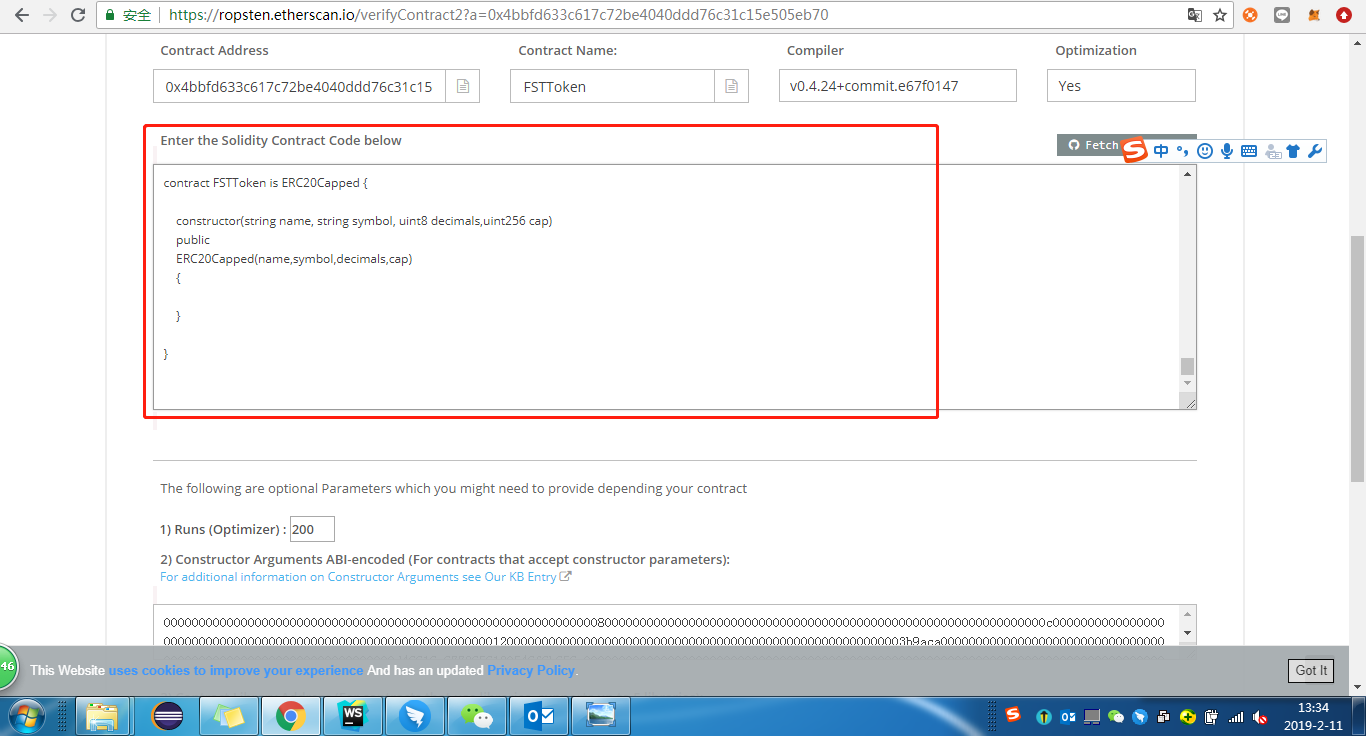 安全
https://ropsten.etherscan.io/verifyContract2?a=0x4bbfd633c617c72be4040ddd76c31c15e505eb70
Contract Address
Contract Name:
Compiler
Optimization
0x4bbfd633c617c72be4040ddd76c31c15
FSTToken
v0.4.24+commit.e67f0147
Yes
Enter the Solidity Contract Code below
Fetch
中
contract FSTToken is ERC20Capped {
constructor(string name, string symbol, uint8 decimals,uint256 cap)
public
ERC20Capped(name,symbol,decimals,cap)
{
}
}
The following are optional Parameters which you might need to provide depending your contract
1) Runs (Optimizer) : 200
2) Constructor Arguments ABI-encoded (For contracts that accept constructor parameters):
For additional information on Constructor Arguments see Our KB Entry
46
This Website uses cookies to improve your experience And has an updated Privacy Policy.
Got It
WS
13:34
2019-2-11